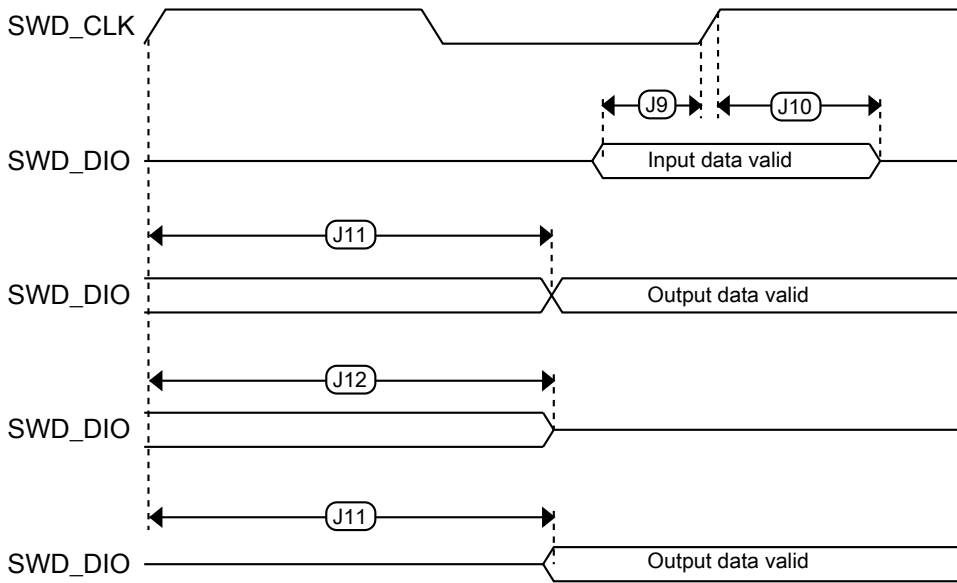 SWD_CLK
J9
J10
SWD_DIO
Input data valid
J11
SWD_DIO
Output data valid
J12
SWD_DIO
J11
SWD_DIO
Output data valid